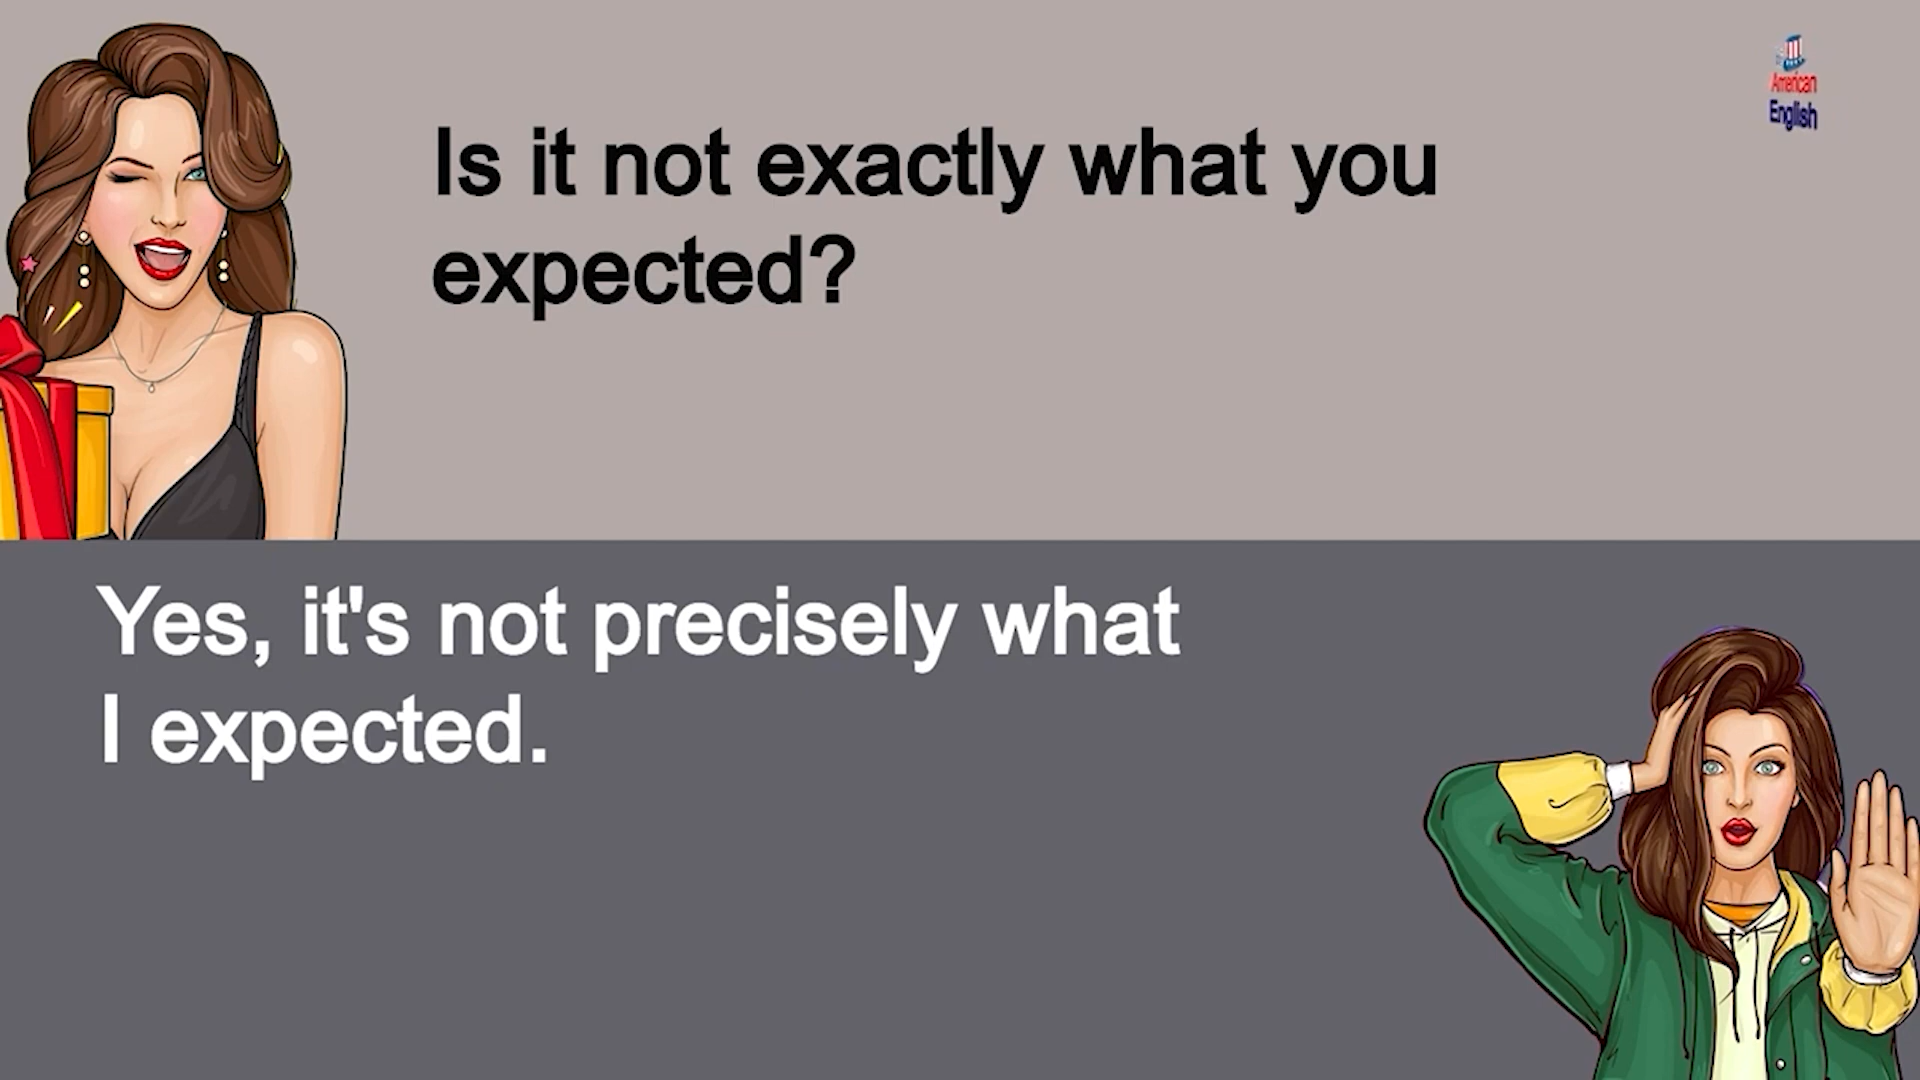 Is it not exactly what you
expected?
American
English
Yes, it's not precisely what
I expected.